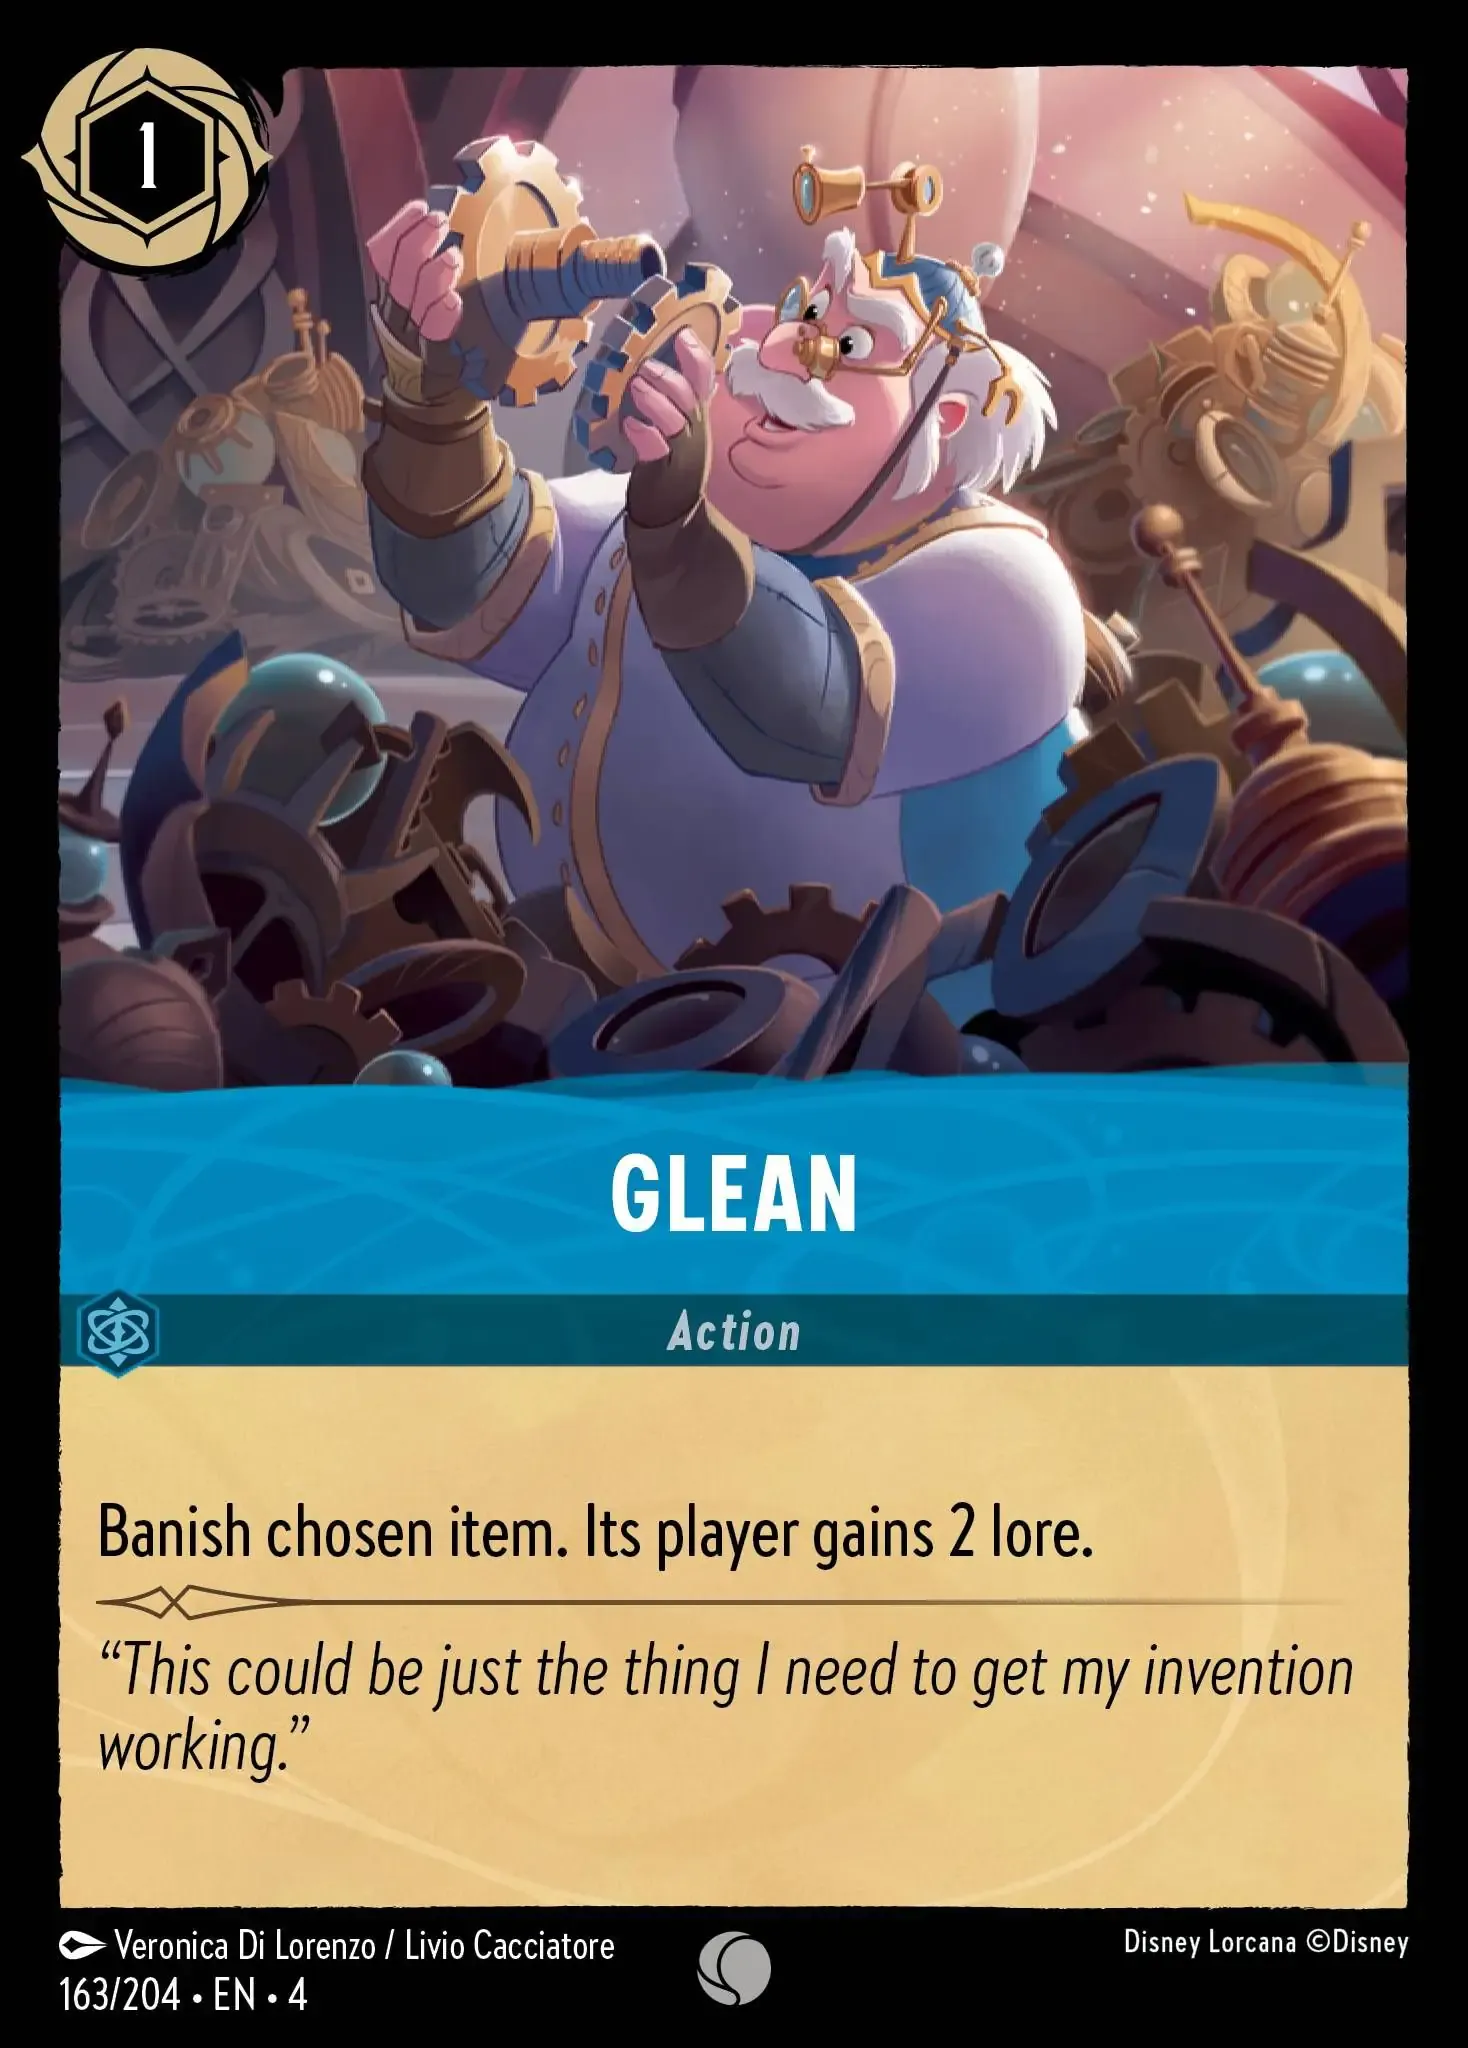 1
GLEAN
Action
Banish chosen item. Its player gains 2 lore.
“This could be just the thing I need to get my invention
working.”
Veronica Di Lorenzo / Livio Cacciatore
Disney Lorcana ©Disney
163/204 • EN • 4